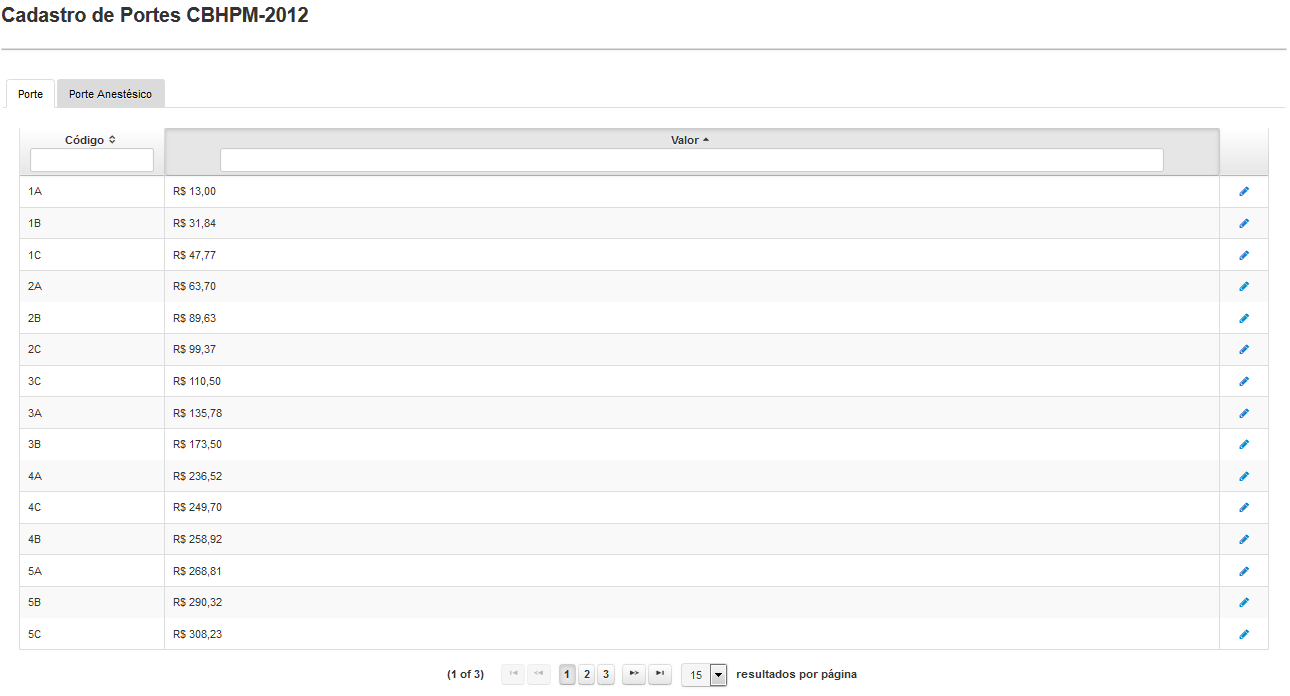 Cadastro de Portes CBHPM-2012
Porte Porte Anestésico
Código Valor
1A R$ 13,00
1B R$ 31,84
1C R$ 47,77
2A R$ 63,70
2B R$ 89,63
2C R$ 99,37
3C R$ 110,50
3A R$ 135,78
3B R$ 173,50
4A R$ 236,52
4C R$ 249,70
4B R$ 258,92
5A R$ 268,81
5B R$ 290,32
5C R$ 308,23
(1 of 3) 1 2 3 15 resultados por página